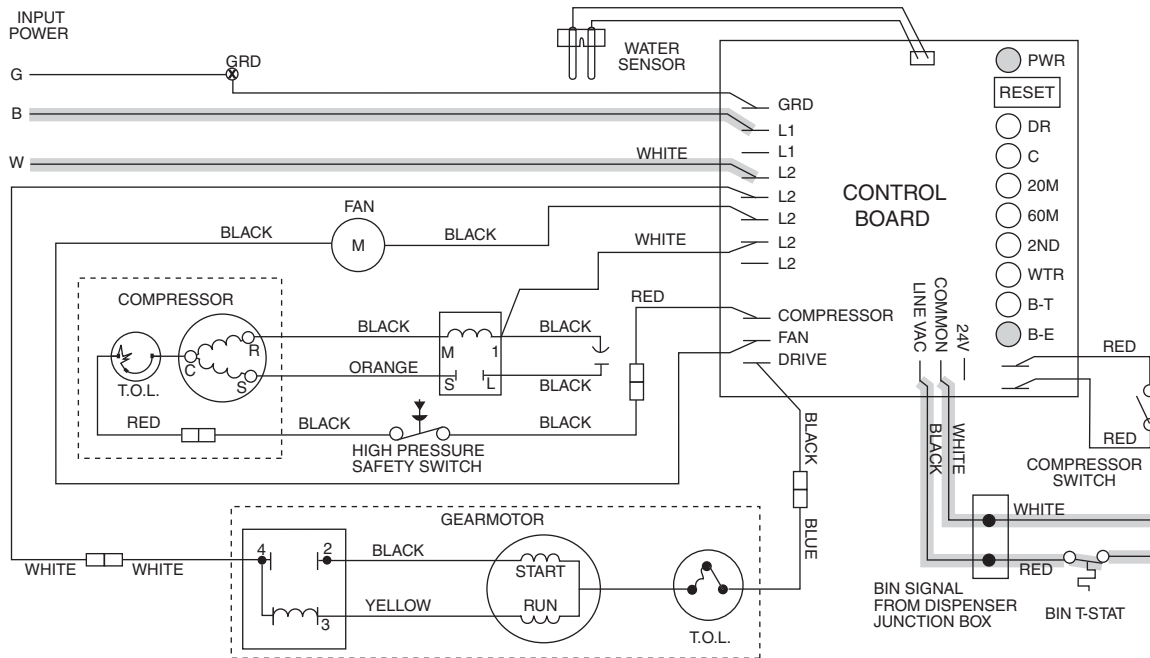 INPUT
POWER
G
GRD
B
W
WHITE
WATER
SENSOR
GRD
L1
L1
L2
L2
L2
L2
L2
COMPRESSOR
FAN
DRIVE
CONTROL
BOARD
PWR
RESET
DR
C
20M
60M
2ND
WTR
B-T
B-E
LINE VAC
COMMON
24V
FAN
M
BLACK
BLACK
WHITE
COMPRESSOR
T.O.L.
C
R
S
BLACK
ORANGE
M
1
S
L
BLACK
BLACK
RED
RED
BLACK
BLACK
HIGH PRESSURE
SAFETY SWITCH
BLACK
BLUE
BLACK
WHITE
RED
RED
COMPRESSOR
SWITCH
WHITE
RED
BIN SIGNAL
FROM DISPENSER
JUNCTION BOX
BIN T-STAT
GEARMOTOR
WHITE
WHITE
4
2
3
BLACK
YELLOW
START
RUN
T.O.L.